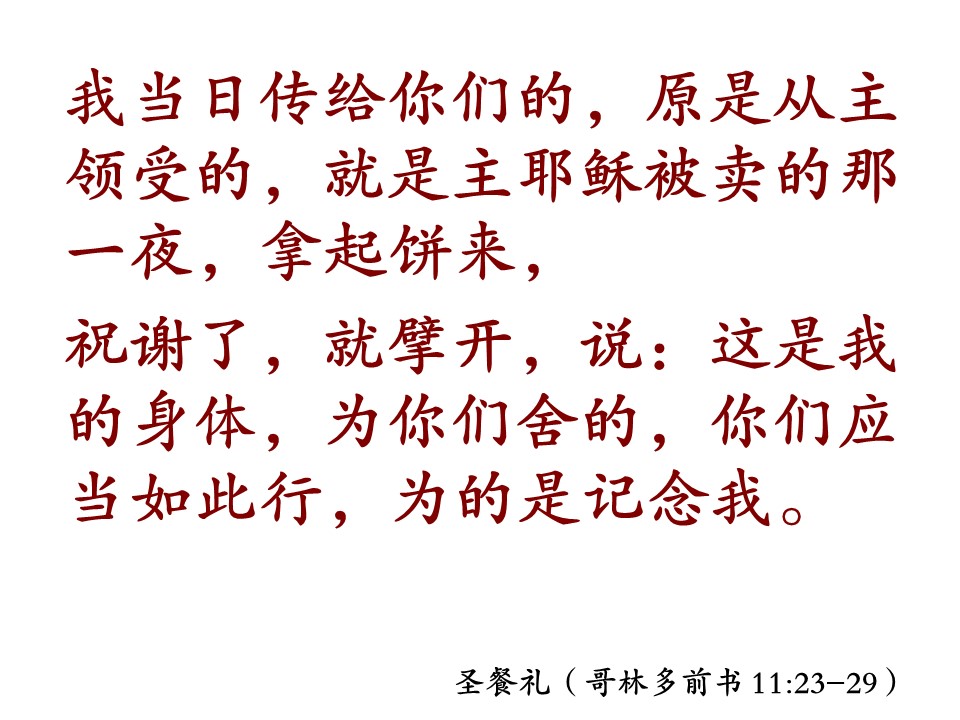 我当日传给你们的，原是从主
领受的，就是主耶稣被卖的那
一夜，拿起饼来，
祝谢了，就擘开，说：这是我
的身体，为你们舍的，你们应
当如此行，为的是记念我。
圣餐礼（哥林多前书 11:23-29）